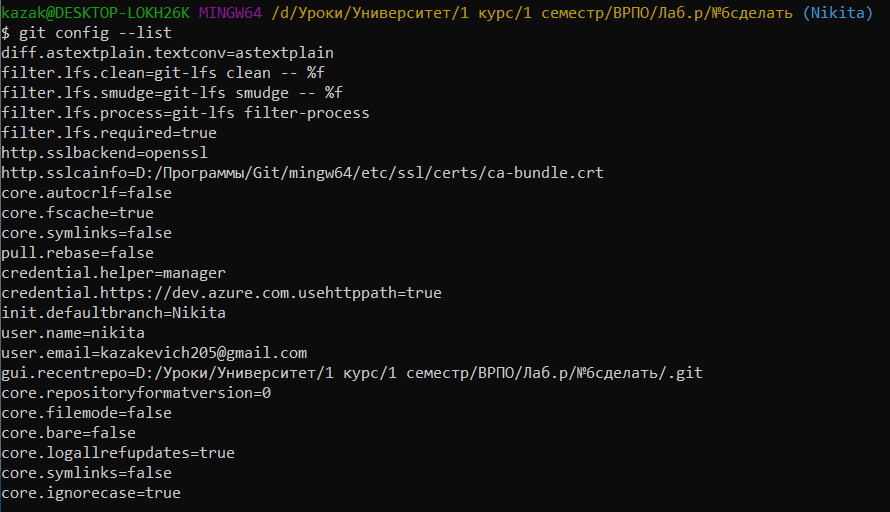 kazak@DESKTOP-LOKH26K MINGW64 /d/Уроки/Университет/1 курс/1 семестр/ВРПО/Лаб.р/№6сделать (Nikita)
$ git config --list
diff.astextplain.textconv=astextplain
filter.lfs.clean=git-lfs clean -- %f
filter.lfs.smudge=git-lfs smudge -- %f
filter.lfs.process=git-lfs filter-process
filter.lfs.required=true
http.sslbackend=openssl
http.sslcainfo=D:/Программы/Git/mingw64/etc/ssl/certs/ca-bundle.crt
core.autocrlf=false
core.fscache=true
core.symlinks=false
pull.rebase=false
credential.helper=manager
credential.https://dev.azure.com.usehttppath=true
init.defaultbranch=Nikita
user.name=nikita
user.email=kazakevich205@gmail.com
gui.recentrepo=D:/Уроки/Университет/1 курс/1 семестр/ВРПО/Лаб.р/№6сделать/.git
core.repositoryformatversion=0
core.filemode=false
core.bare=false
core.logallrefupdates=true
core.symlinks=false
core.ignorecase=true